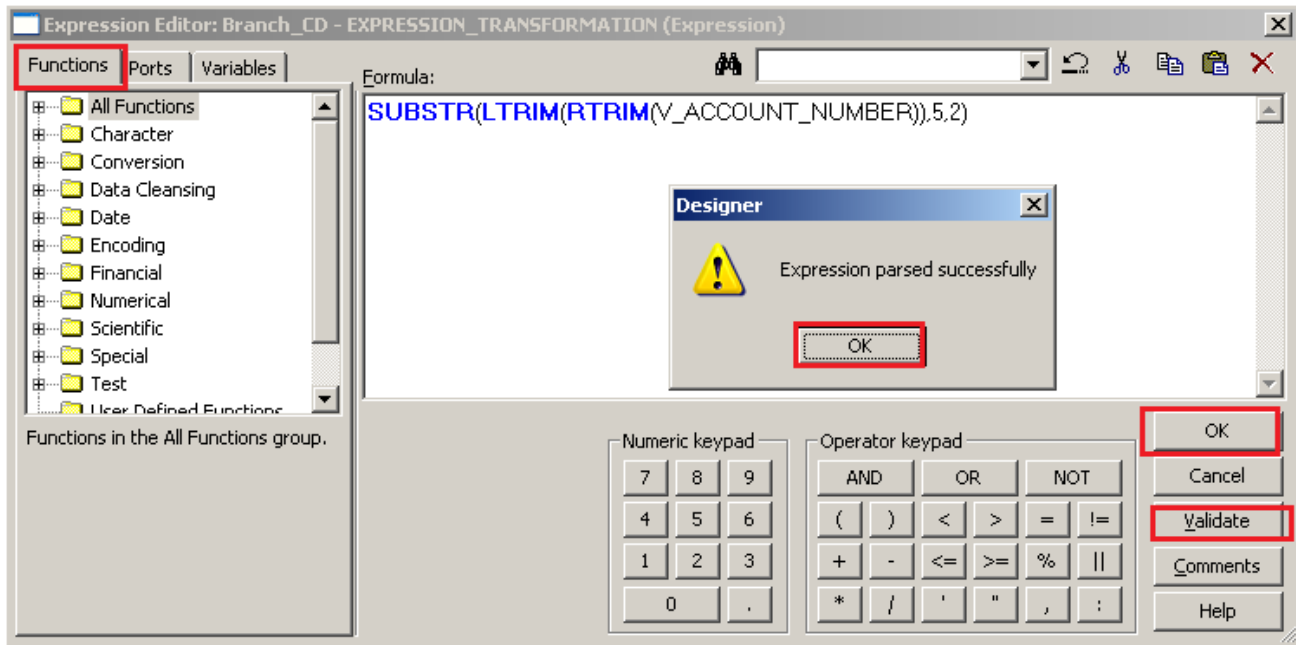 Expression Editor: Branch_CD - EXPRESSION_TRANSFORMATION (Expression)
Functions Ports Variables
All Functions
Character
Conversion
Data Cleansing
Date
Encoding
Financial
Numerical
Scientific
Special
Test
User Defined Functions
Functions in the All Functions group.
Formula:
SUBSTR(LTRIM(RTRIM(V_ACCOUNT_NUMBER)),5,2)
Designer
Expression parsed successfully
OK
Numeric keypad
7 8 9
4 5 6
1 2 3
0 .
Operator keypad
AND OR NOT
( ) < > = !=
+ - <= >= % ||
* / ' " , :
OK
Cancel
Validate
Comments
Help